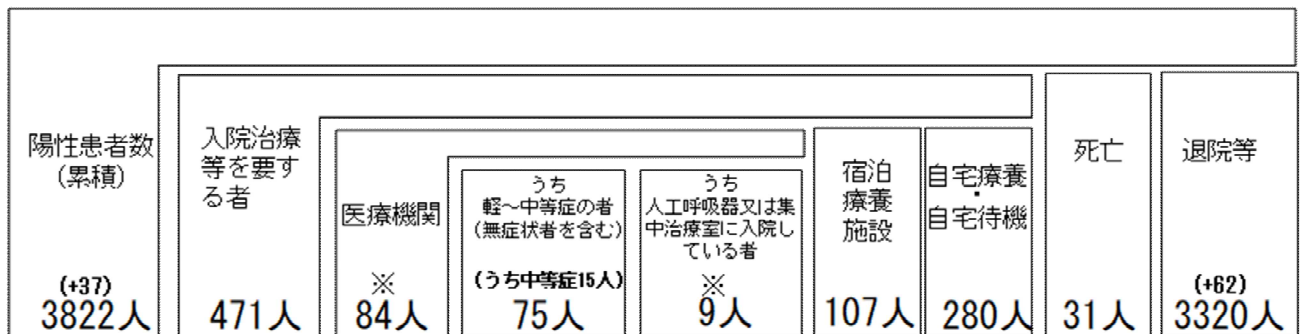 陽性患者数
(累積)
(+37)
3822人
入院治療
等を要す
る者
471人
医療機関
※
84人
うち
軽～中等症の者
(無症状者を含む)
(うち中等症15人)
75人
うち
人工呼吸器又は集
中治療室に入院し
ている者
※
9人
宿泊
療養
施設
107人
自宅療養
・
自宅待機
280人
死亡
31人
退院等
(+62)
3320人